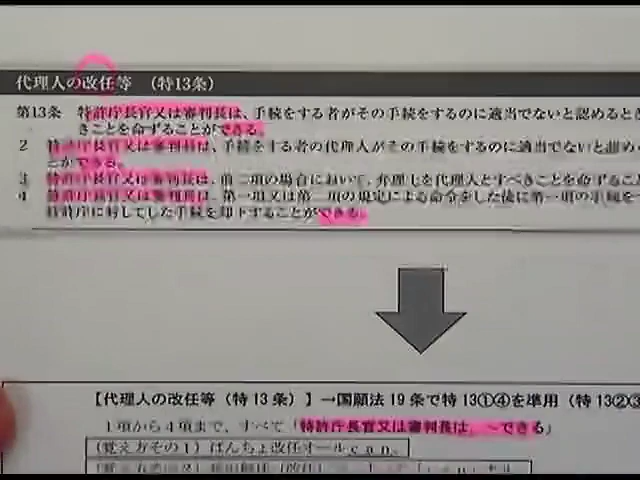 代理人の改任等 (特13条)
第13条 特許庁長官又は審判長は、手続をする者がその手続をするのに適当でないと認めるとき
きことを命ずることができる。
2 特許庁長官又は審判長は、手続をする者の代理人がその手続をするのに適当でないと認め
とができる。
3 特許庁長官又は審判長は、前二項の場合において、弁理士を代理人とすべきことを命ずるこ
4 特許庁長官又は審判長は、第一項又は第二項の規定による命令をした後に第一項の手続を
特許庁に対してした手続を却下することができる。
【代理人の改任等(特13条)】→国願法19条で特13①④を準用(特13②③
1項から4項まで、すべて「特許庁長官又は審判長は、~できる」
(覚え方その1) ばんちょ改任オールcan。